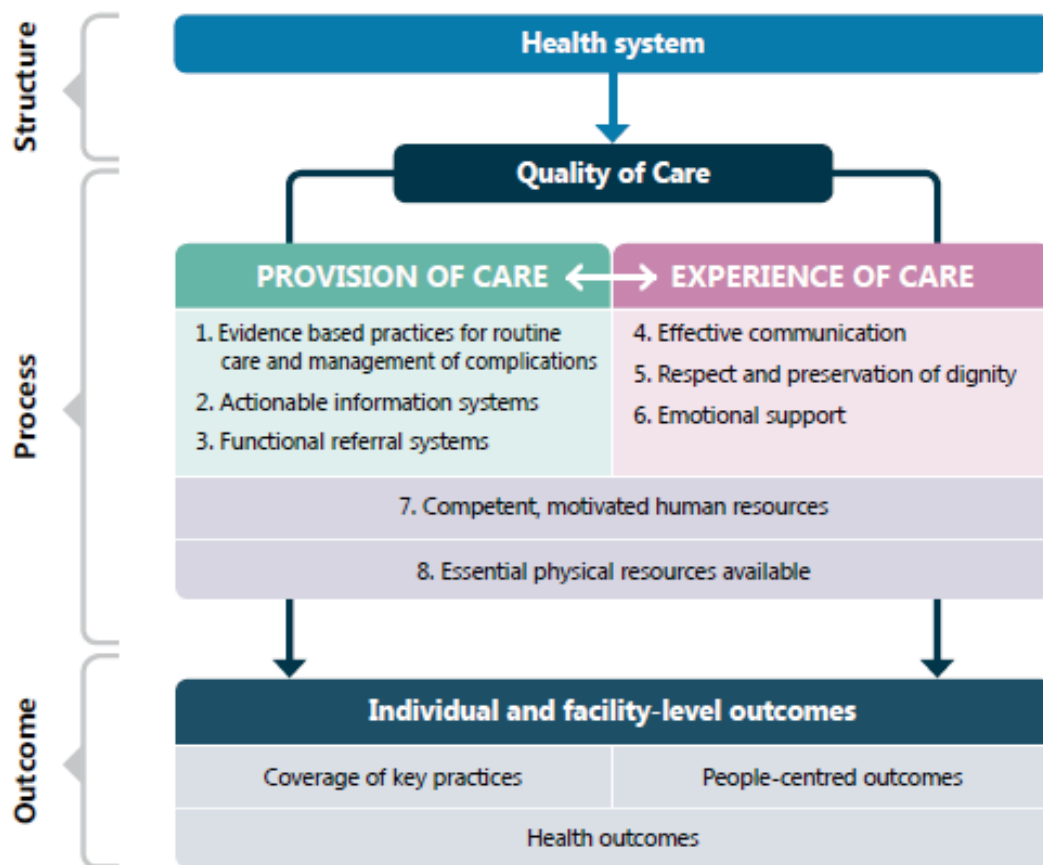 Structure
Health system
Process
Quality of Care
PROVISION OF CARE
EXPERIENCE OF CARE
1. Evidence based practices for routine
care and management of complications
2. Actionable information systems
3. Functional referral systems
4. Effective communication
5. Respect and preservation of dignity
6. Emotional support
7. Competent, motivated human resources
8. Essential physical resources available
Outcome
Individual and facility-level outcomes
Coverage of key practices
People-centred outcomes
Health outcomes